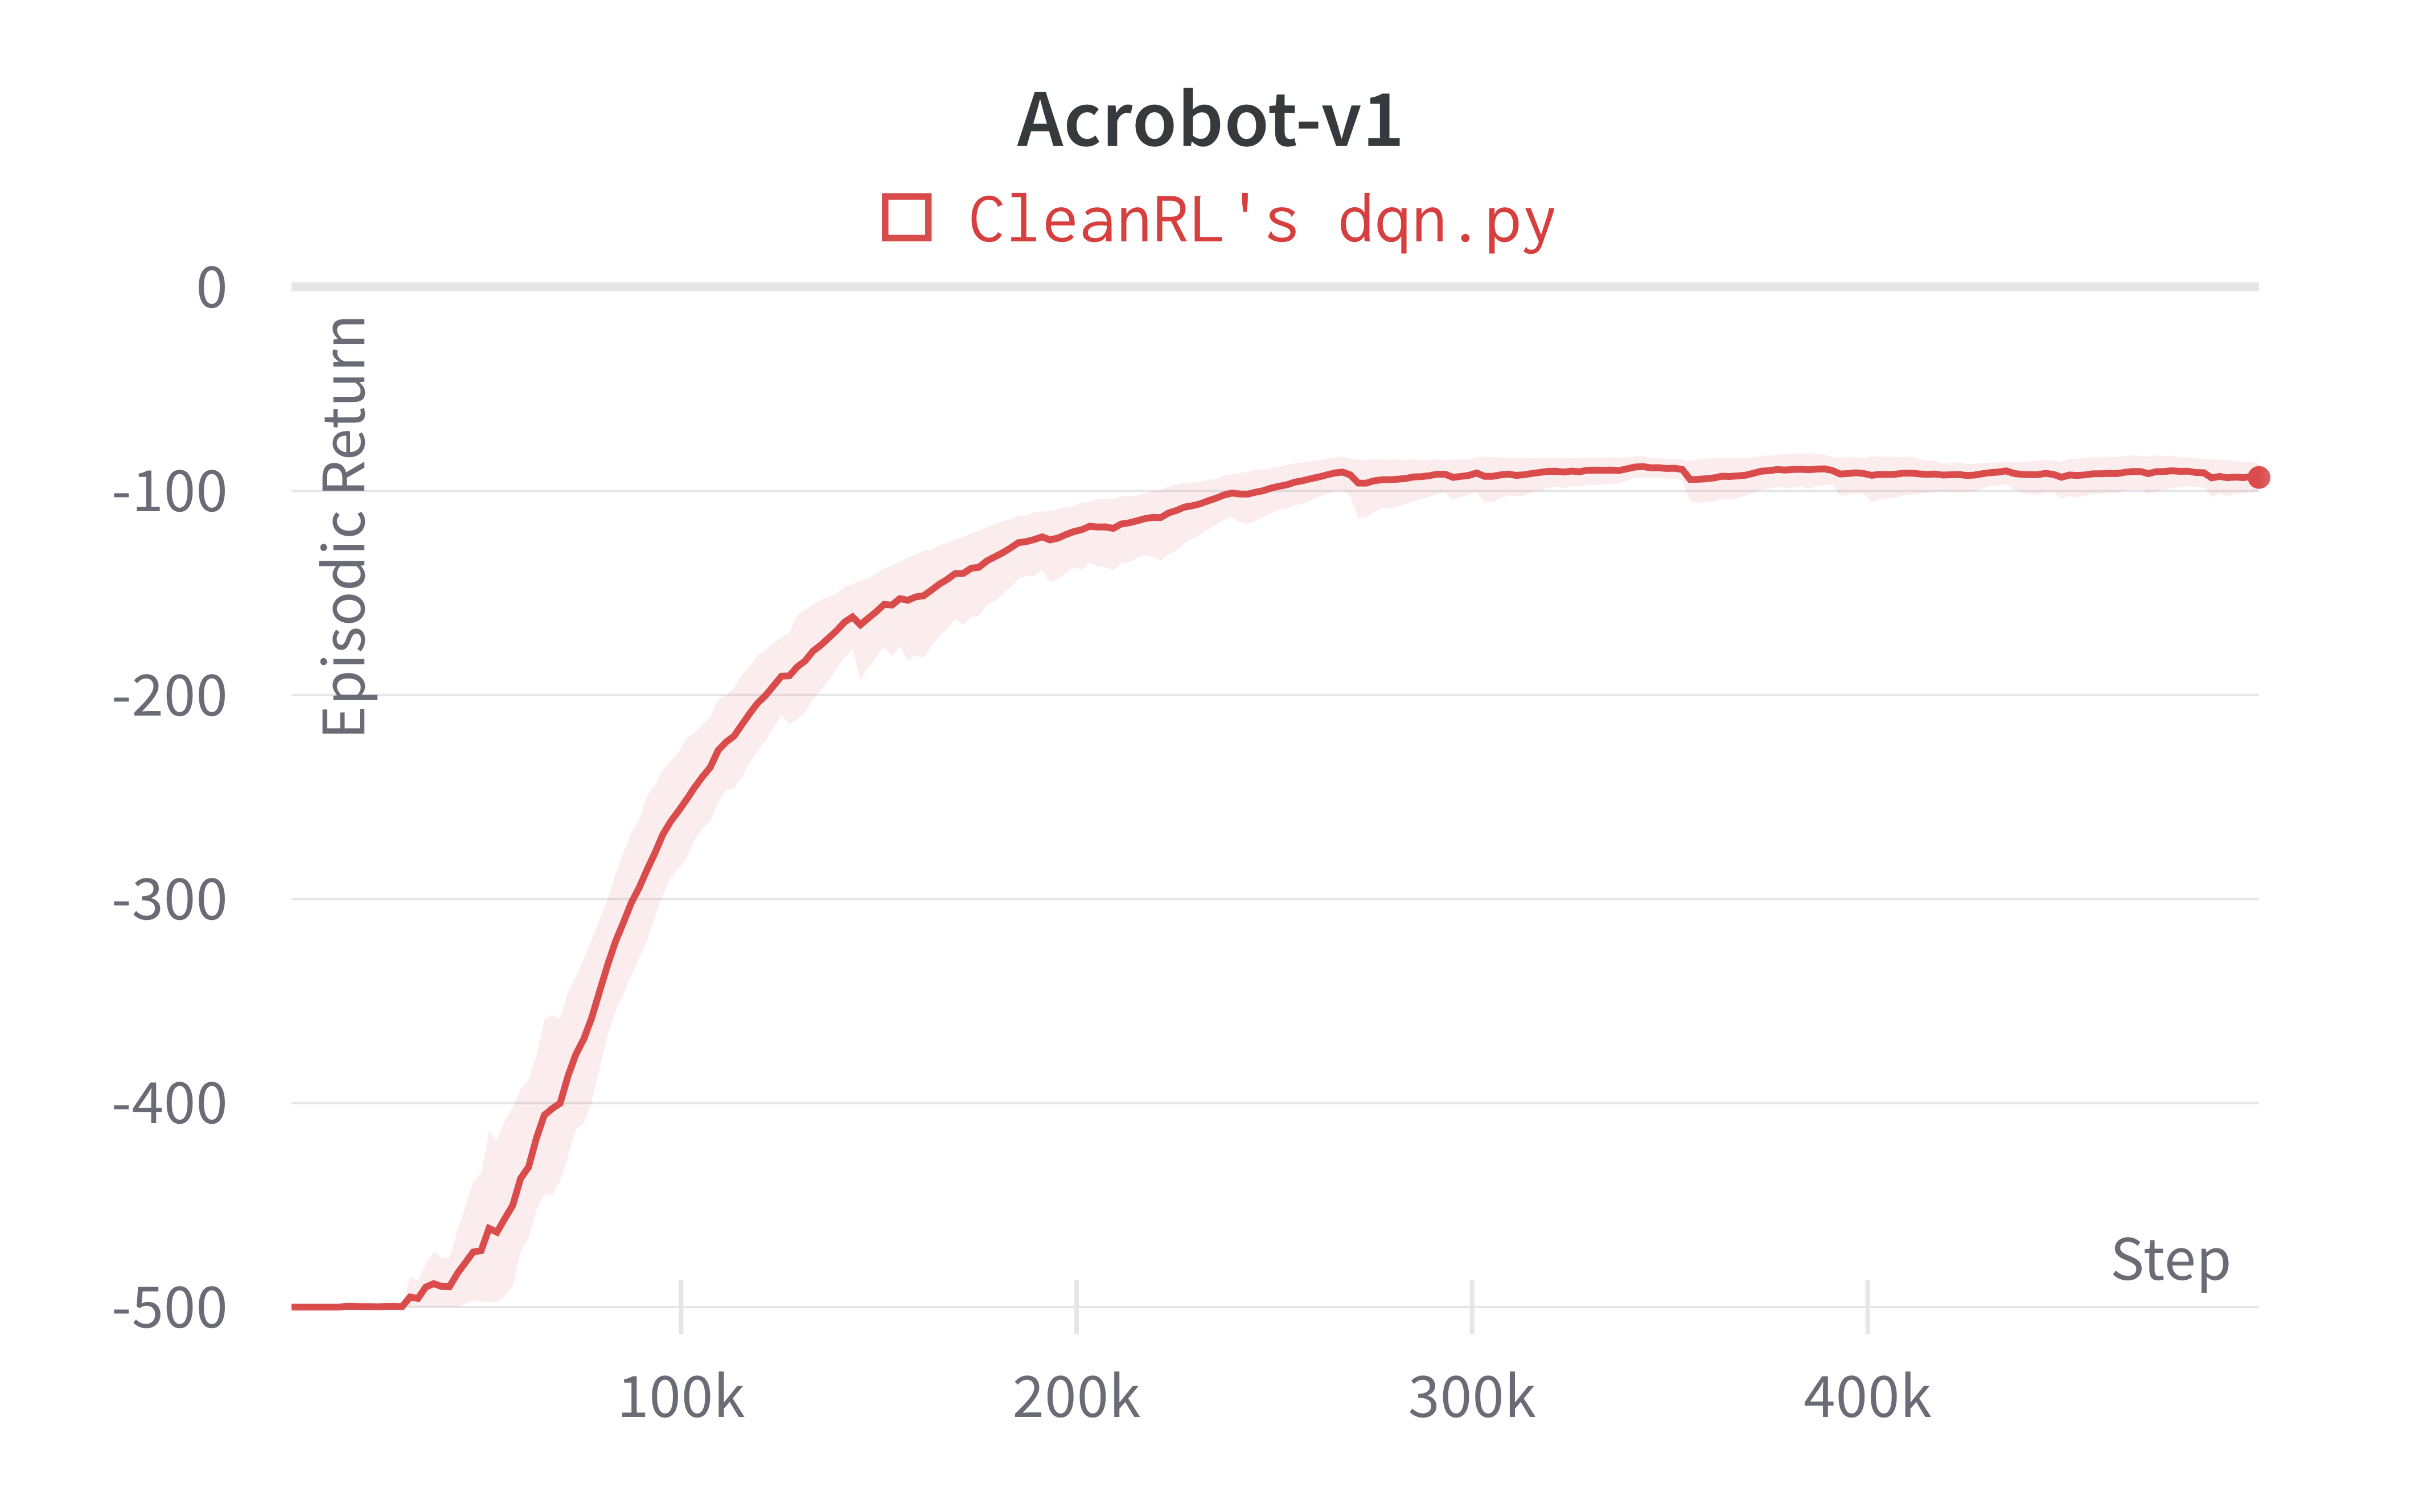 Acrobot-v1
CleanRL's dqn.py
0
-100
-200
-300
-400
-500
Episodic Return
Step
100k
200k
300k
400k